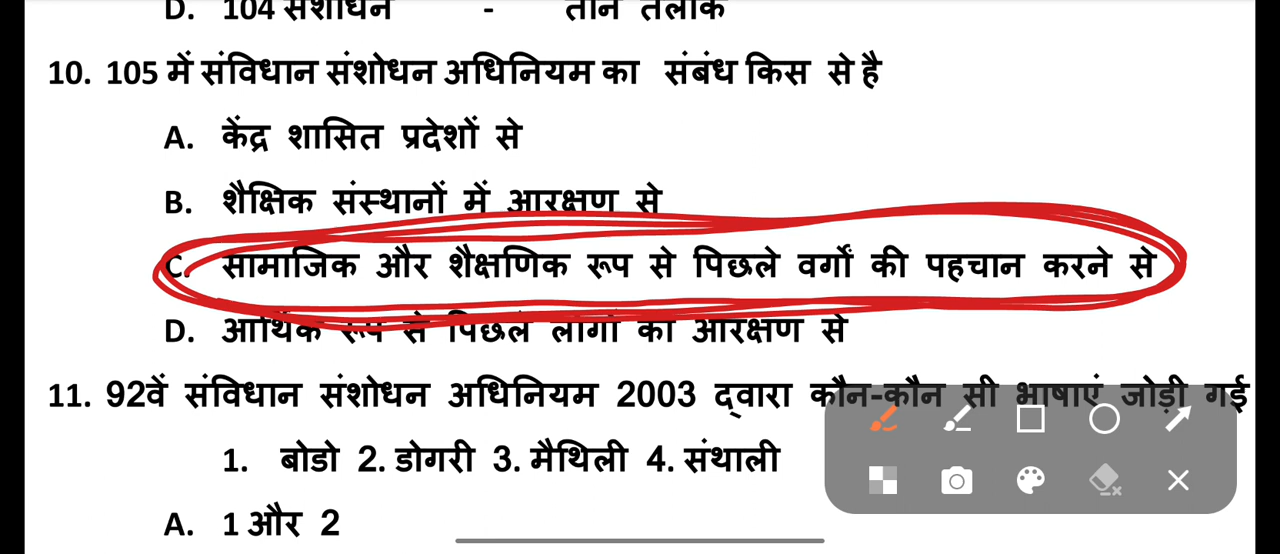 D. 104 संशोधन - तीन तलाक
10. 105 में संविधान संशोधन अधिनियम का संबंध किस से है
A. केंद्र शासित प्रदेशों से
B. शैक्षिक संस्थानों में आरक्षण से
C. सामाजिक और शैक्षणिक रूप से पिछले वर्गों की पहचान करने से
D. आर्थिक रूप से पिछले लोगों का आरक्षण से
11. 92वें संविधान संशोधन अधिनियम 2003 द्वारा कौन-कौन सी भाषाएं जोड़ी गई
1. बोडो 2. डोगरी 3. मैथिली 4. संथाली
A. 1 और 2